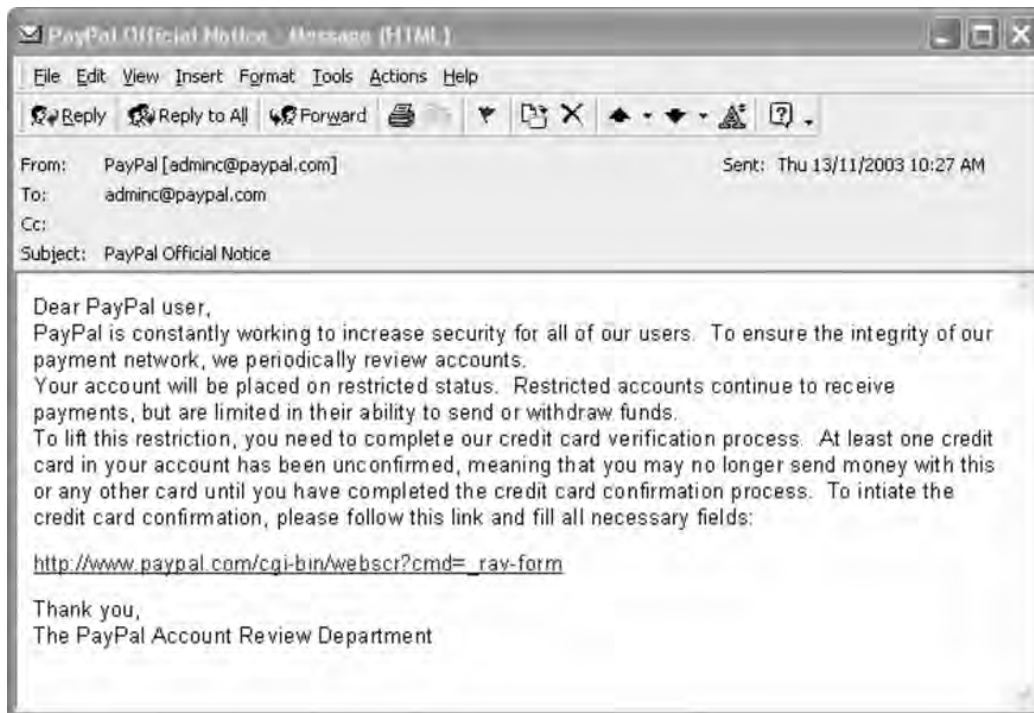 PayPal Official Notice - Message (HTML)
File Edit View Insert Format Tools Actions Help
Reply Reply to All Forward
From: PayPal [adminc@paypal.com] Sent: Thu 13/11/2003 10:27 AM
To: adminc@paypal.com
Cc:
Subject: PayPal Official Notice
Dear PayPal user,
PayPal is constantly working to increase security for all of our users. To ensure the integrity of our
payment network, we periodically review accounts.
Your account will be placed on restricted status. Restricted accounts continue to receive
payments, but are limited in their ability to send or withdraw funds.
To lift this restriction, you need to complete our credit card verification process. At least one credit
card in your account has been unconfirmed, meaning that you may no longer send money with this
or any other card until you have completed the credit card confirmation process. To intiate the
credit card confirmation, please follow this link and fill all necessary fields:
http://www.paypal.com/cgi-bin/webscr?cmd=_rav-form
Thank you,
The PayPal Account Review Department